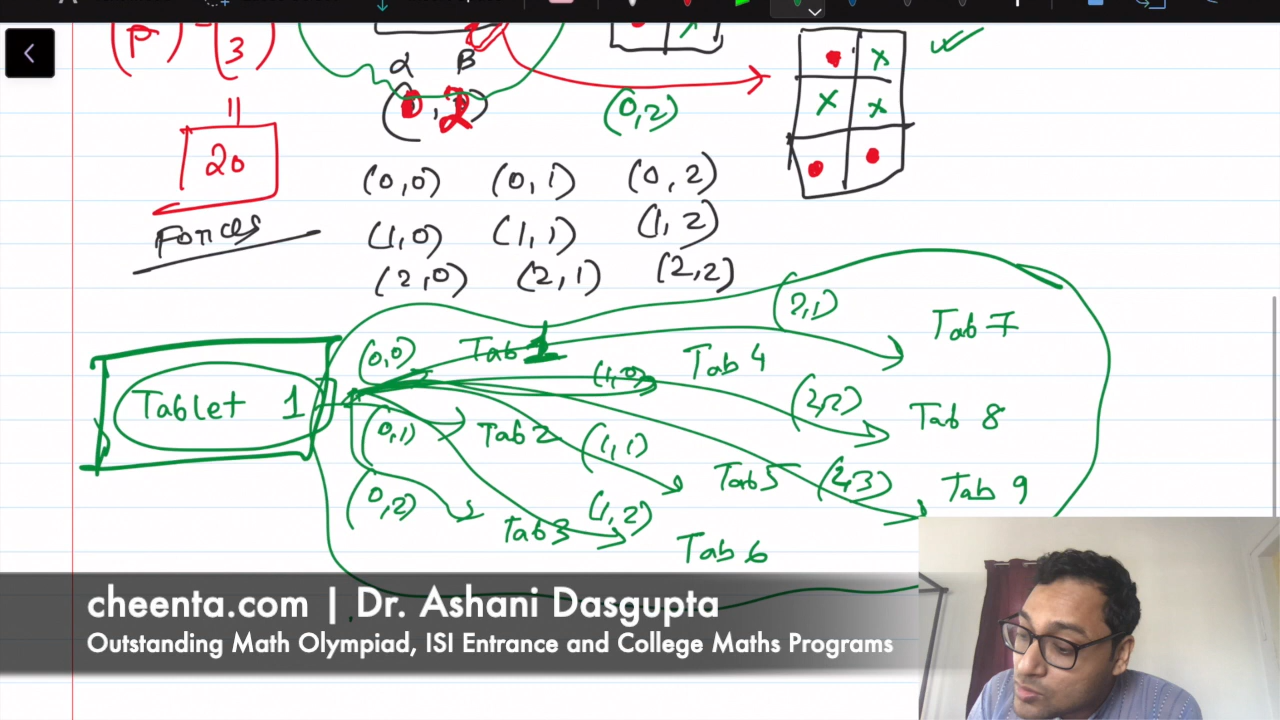 (P) = (3)
α B
(0, 2)
(0,2)
20
(0,0) (0,1) (0,2)
Forces
(1,0) (1,1) (1,2)
(2,0) (2,1) (2,2)
(2,1)
Tab 7
(0,0) Tab 1
(1,0) Tab 4
Tablet 1
(2,2) Tab 8
(0,1) Tab 2
(1,1) Tab 5
(2,3) Tab 9
(0,2) Tab 3
(1,2) Tab 6
cheenta.com | Dr. Ashani Dasgupta
Outstanding Math Olympiad, ISI Entrance and College Maths Programs